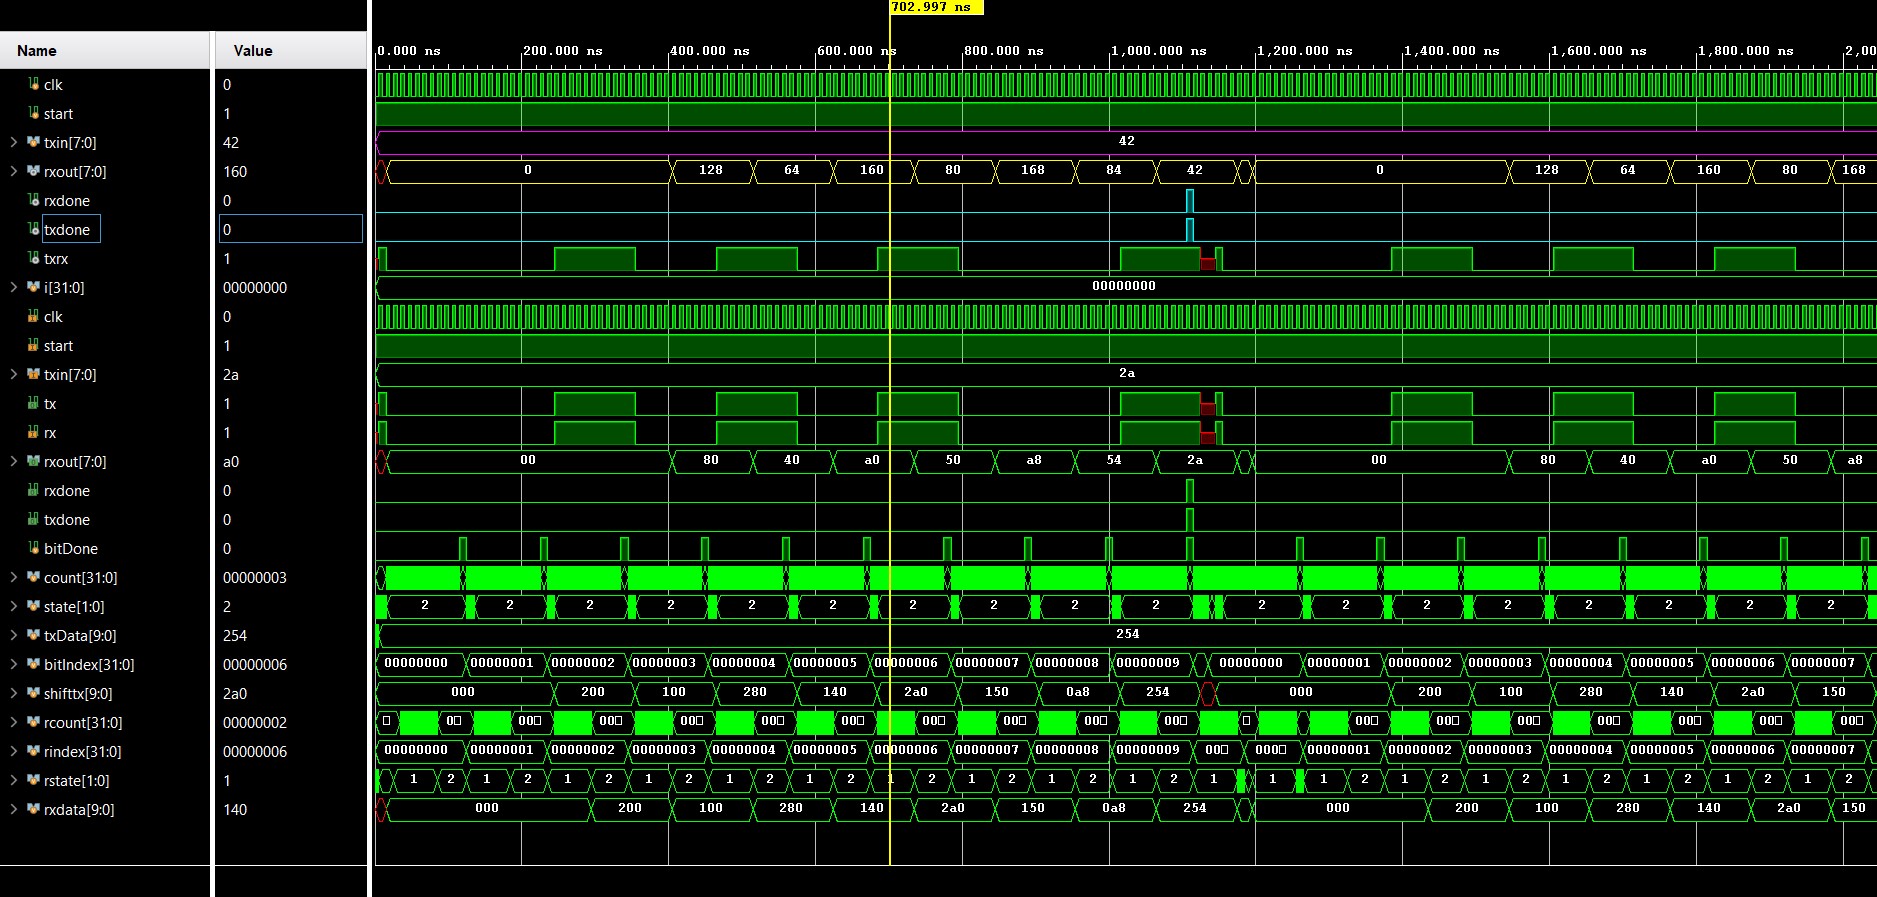 702.997 ns
Name Value
0.000 ns 200.000 ns 400.000 ns 600.000 ns 800.000 ns 1,000.000 ns 1,200.000 ns 1,400.000 ns 1,600.000 ns 1,800.000 ns 2,00
clk 0
start 1
txin[7:0] 42 42
rxout[7:0] 160 0 128 64 160 80 168 84 42 0 128 64 160 80 168
rxdone 0
txdone 0
txrx 1
i[31:0] 00000000 00000000
clk 0
start 1
txin[7:0] 2a 2a
tx 1
rx 1
rxout[7:0] a0 00 80 40 a0 50 a8 54 2a 00 80 40 a0 50 a8
rxdone 0
txdone 0
bitDone 0
count[31:0] 00000003
state[1:0] 2 2 2 2 2 2 2 2 2 2 2 2 2 2 2 2 2 2 2
txData[9:0] 254 254
bitIndex[31:0] 00000006 00000000 00000001 00000002 00000003 00000004 00000005 00000006 00000007 00000008 00000009 00000000 00000001 00000002 00000003 00000004 00000005 00000006 00000007
shifttx[9:0] 2a0 000 200 100 280 140 2a0 150 0a8 254 000 200 100 280 140 2a0 150
rcount[31:0] 00000002 0 00 00 00 00 00 00 00 00 00 00 00 00 00 00 00 00
rindex[31:0] 00000006 00000000 00000001 00000002 00000003 00000004 00000005 00000006 00000007 00000008 00000009 00 000 00000001 00000002 00000003 00000004 00000005 00000006 00000007
rstate[1:0] 1 1 2 1 2 1 2 1 2 1 2 1 2 1 2 1 2 1 2 1 2 1 1 1 2 1 2 1 2 1 2 1 2 1 2 1 2
rxdata[9:0] 140 000 200 100 280 140 2a0 150 0a8 254 000 200 100 280 140 2a0 150